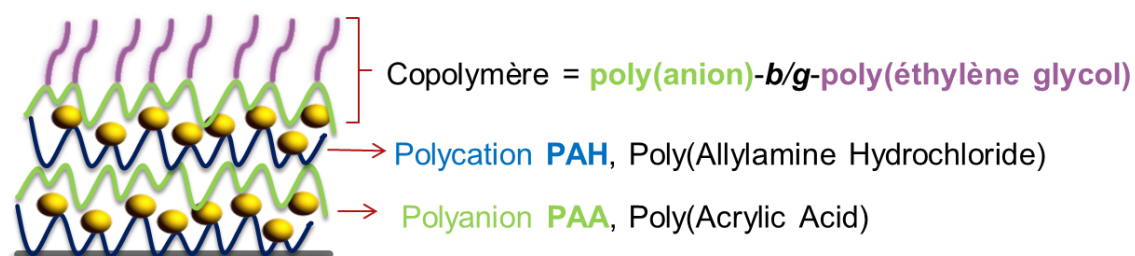 Copolymère = poly(anion)-b/g-poly(éthylène glycol)
Polycation PAH, Poly(Allylamine Hydrochloride)
Polyanion PAA, Poly(Acrylic Acid)